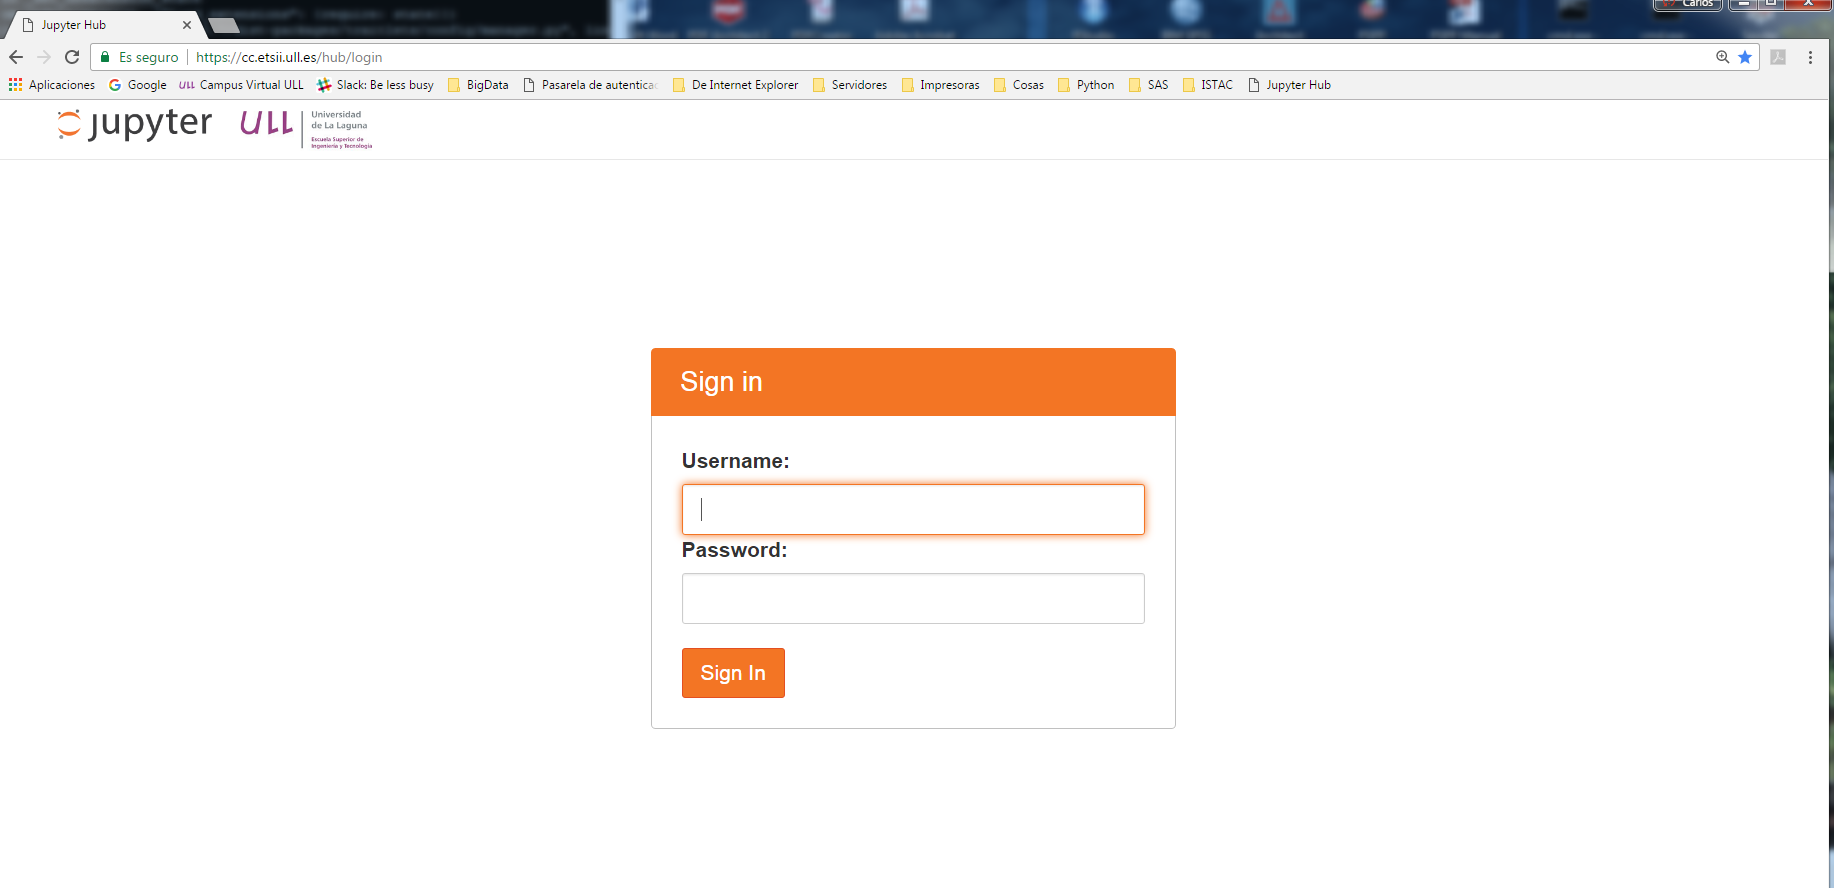 Carlos
Jupyter Hub
Es seguro https://cc.etsii.ull.es/hub/login
Aplicaciones Google ULL Campus Virtual ULL Slack: Be less busy BigData Pasarela de autenticac De Internet Explorer Servidores Impresoras Cosas Python SAS ISTAC Jupyter Hub
jupyter ULL
Universidad
de La Laguna
Escuela Superior de
Ingeniería y Tecnología
Sign in
Username:
Password:
Sign In